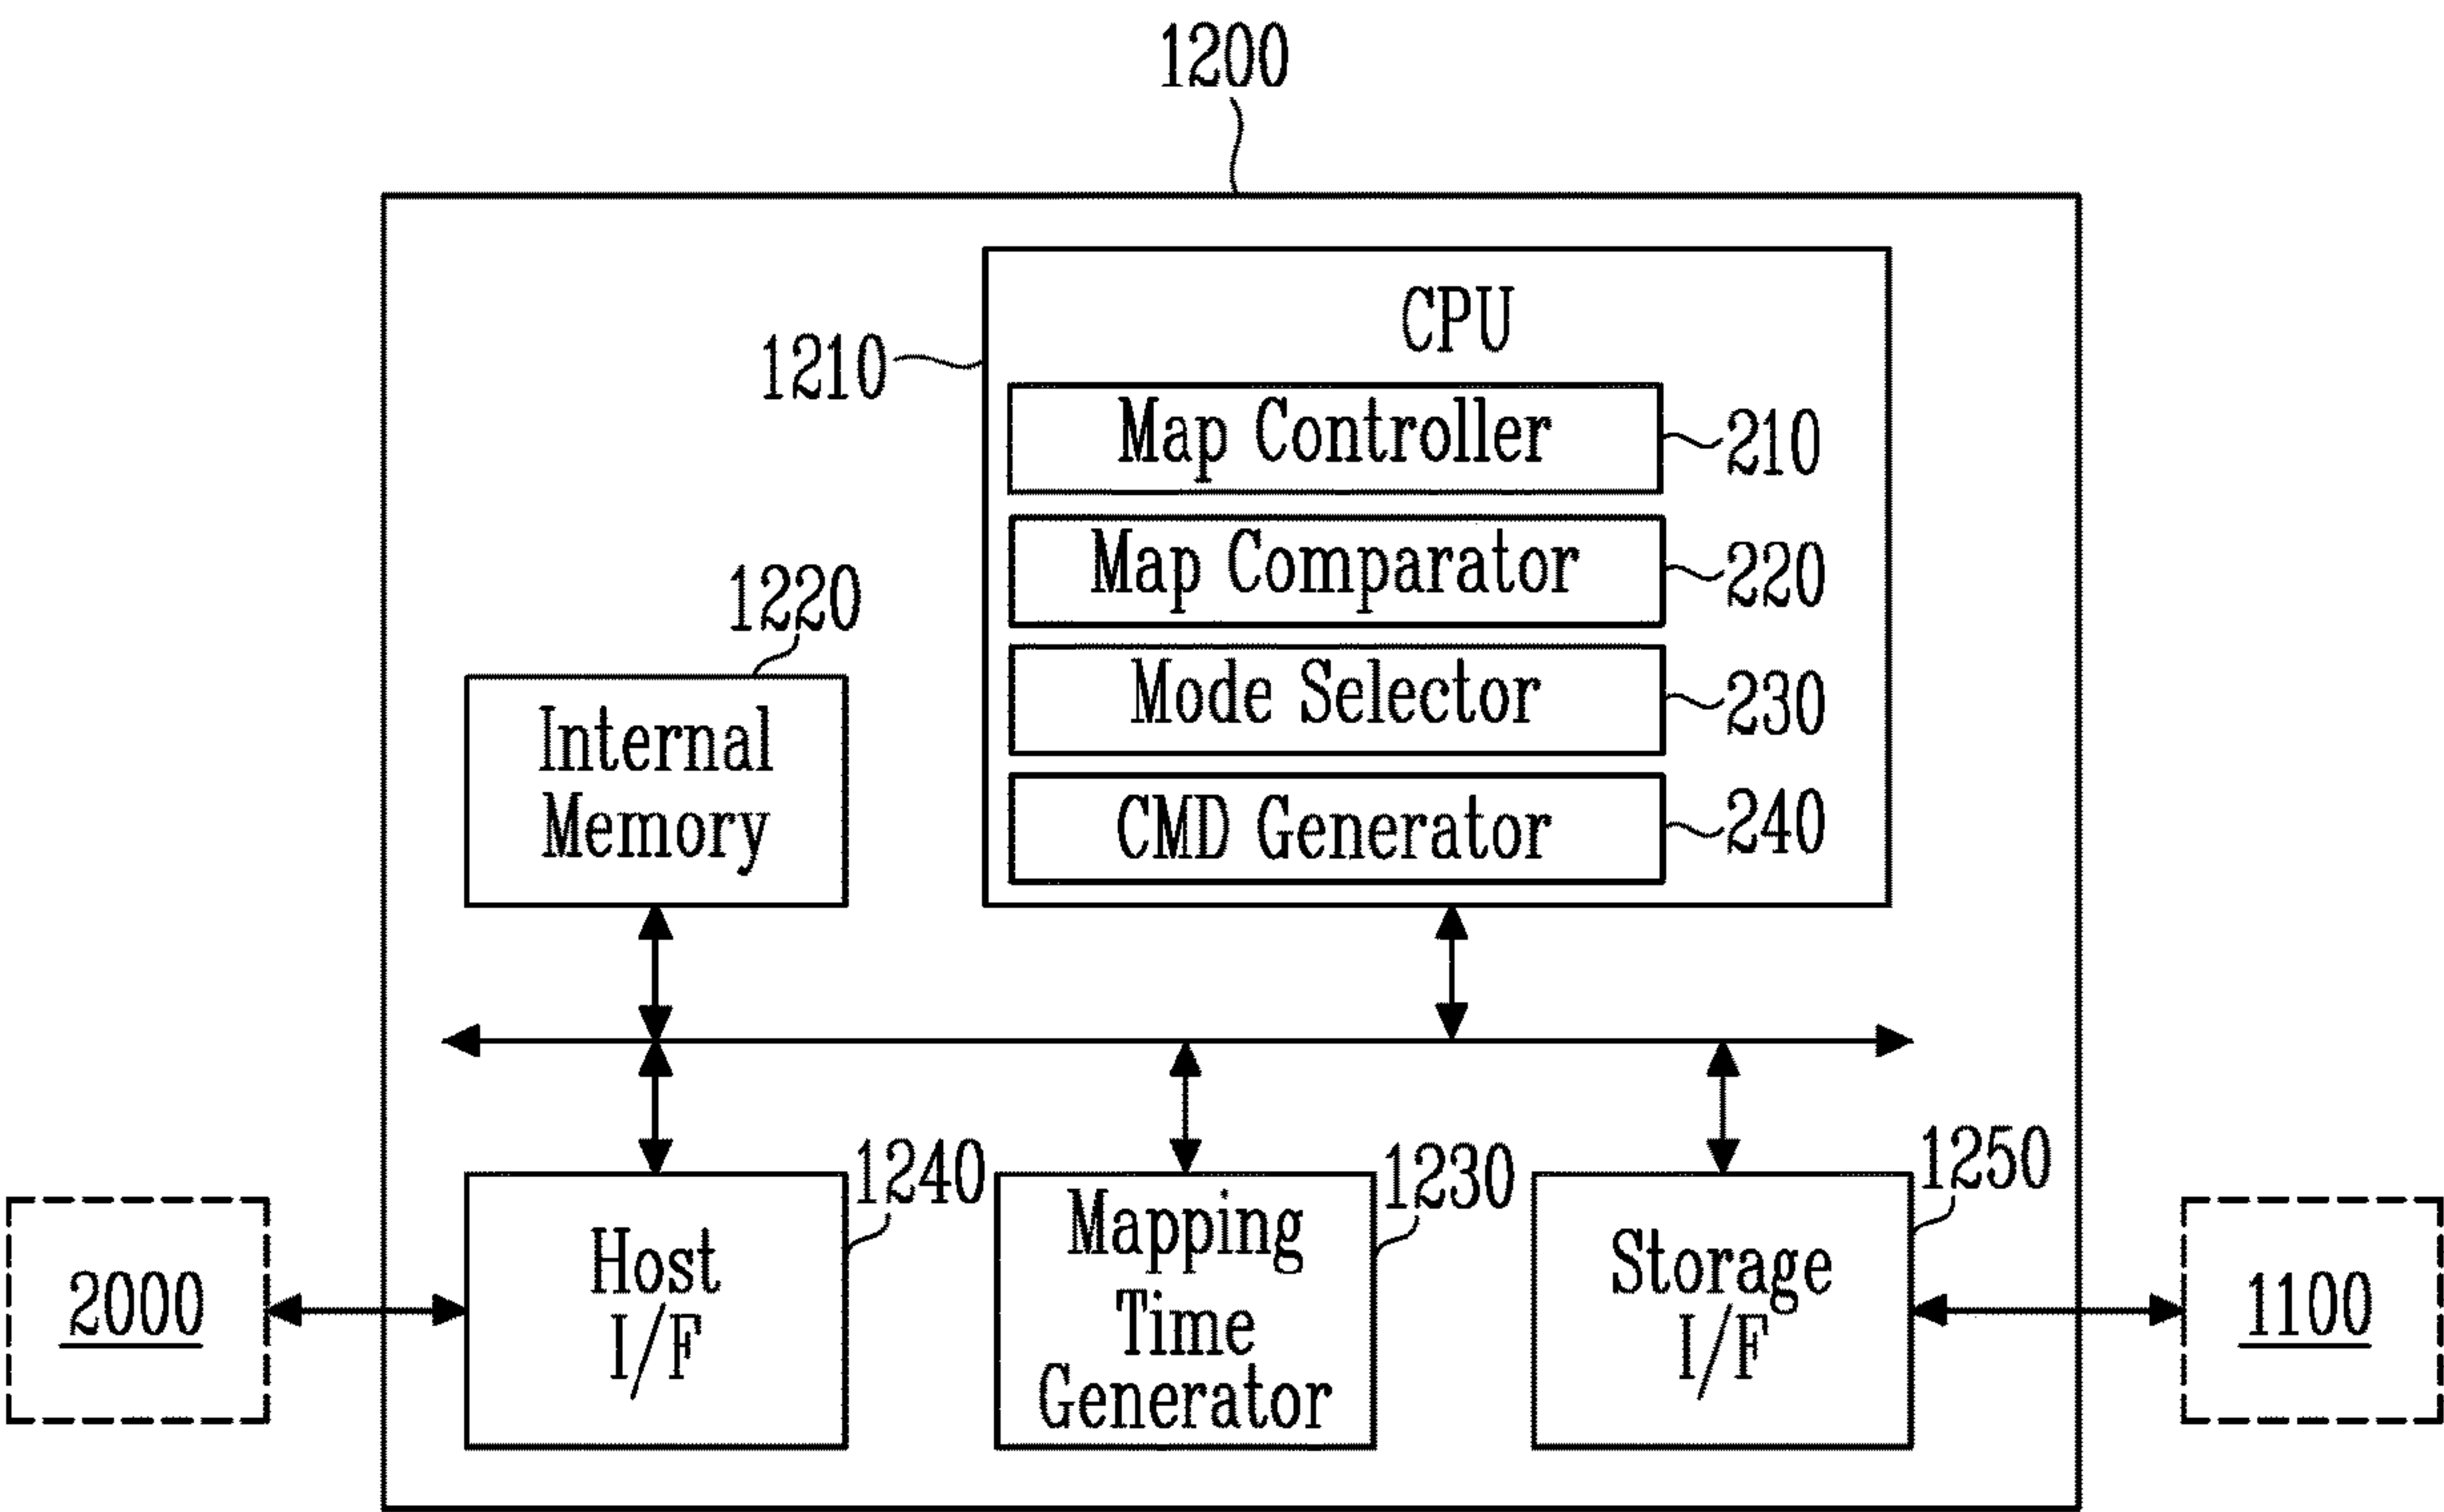 1200
CPU
1210
Map Controller
210
Map Comparator
220
1220
Mode Selector
230
Internal
Memory
CMD Generator
240
1240
1230
1250
Host
I/F
Mapping
Time
Generator
Storage
I/F
2000
1100